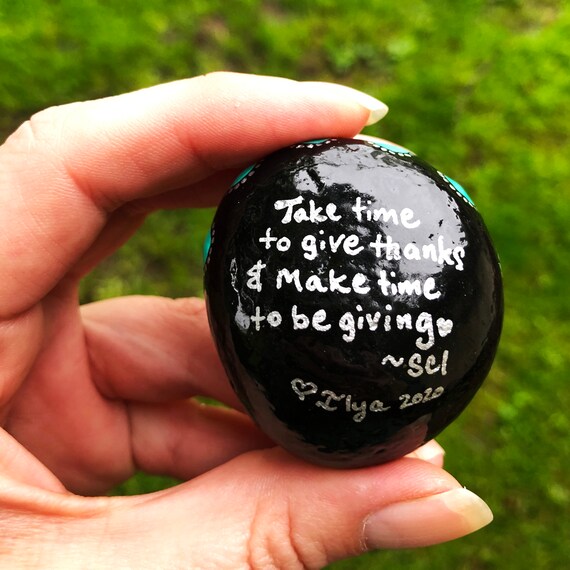 Take time
to give thanks
& Make time
to be giving♥
~SCI
♡ Ilya 2020